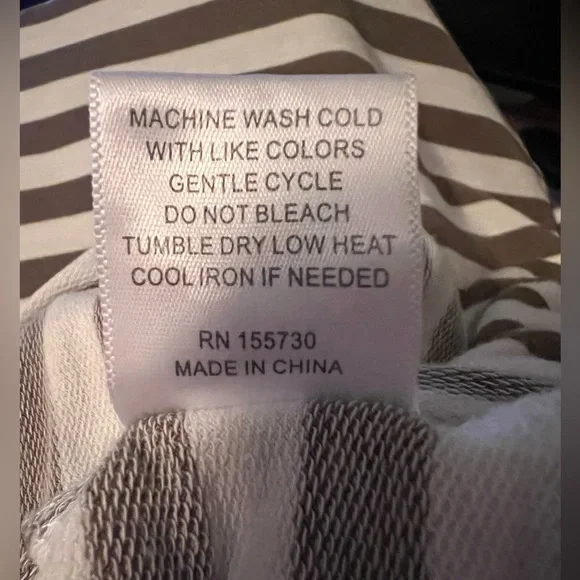 MACHINE WASH COLD
WITH LIKE COLORS
GENTLE CYCLE
DO NOT BLEACH
TUMBLE DRY LOW HEAT
COOL IRON IF NEEDED
RN 155730
MADE IN CHINA